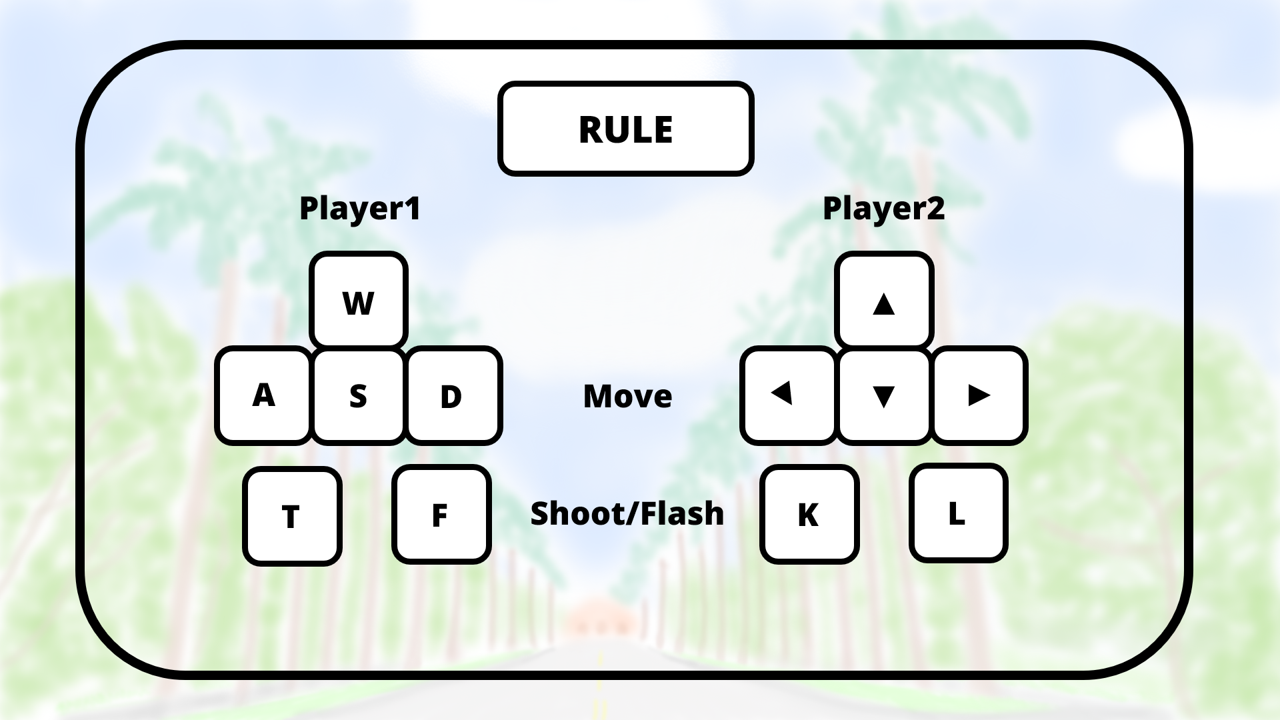 RULE
Player1 Player2
W ▲
A S D Move ◀ ▼ ▶
T F Shoot/Flash K L